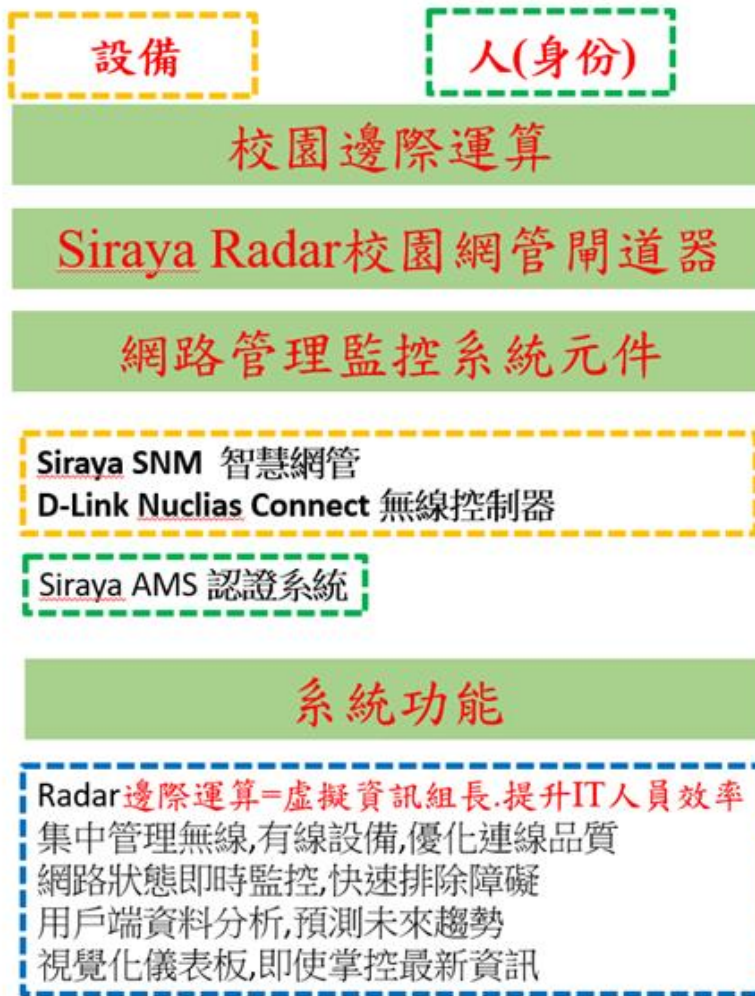 設備
人(身份)
校園邊際運算
Siraya Radar校園網管閘道器
網路管理監控系統元件
Siraya SNM 智慧網管
D-Link Nuclias Connect 無線控制器
Siraya AMS 認證系統
系統功能
Radar邊際運算=虛擬資訊組長.提升IT人員效率
集中管理無線,有線設備,優化連線品質
網路狀態即時監控,快速排除障礙
用戶端資料分析,預測未來趨勢
視覺化儀表板,即使掌控最新資訊